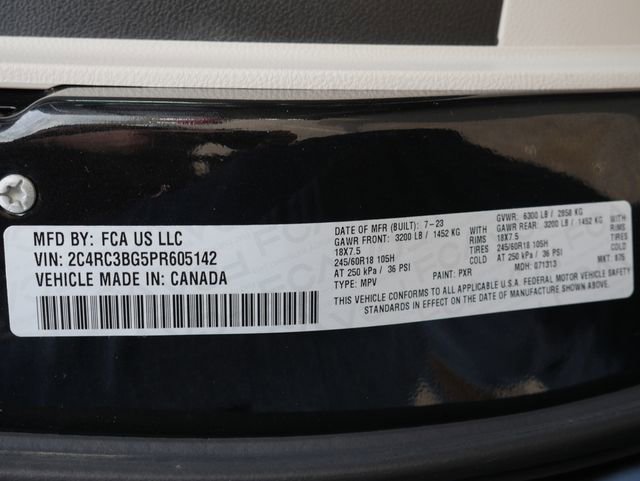 MFD BY: FCA US LLC
VIN: 2C4RC3BG5PR605142
VEHICLE MADE IN: CANADA
DATE OF MFR (BUILT): 7-23 GVWR: 6300 LB / 2858 KG
GAWR FRONT: 3200 LB / 1452 KG WITH GAWR REAR: 3200 LB / 1452 KG WITH
18X7.5 RIMS 18X7.5 RIMS
245/60R18 105H TIRES 245/60R18 105H TIRES
AT 250 kPa / 36 PSI COLD AT 250 kPa / 36 PSI COLD
TYPE: MPV PAINT: PXR MDH: 071313 MKT: 875
THIS VEHICLE CONFORMS TO ALL APPLICABLE U.S.A. FEDERAL MOTOR VEHICLE SAFETY
STANDARDS IN EFFECT ON THE DATE OF MANUFACTURE SHOWN ABOVE.